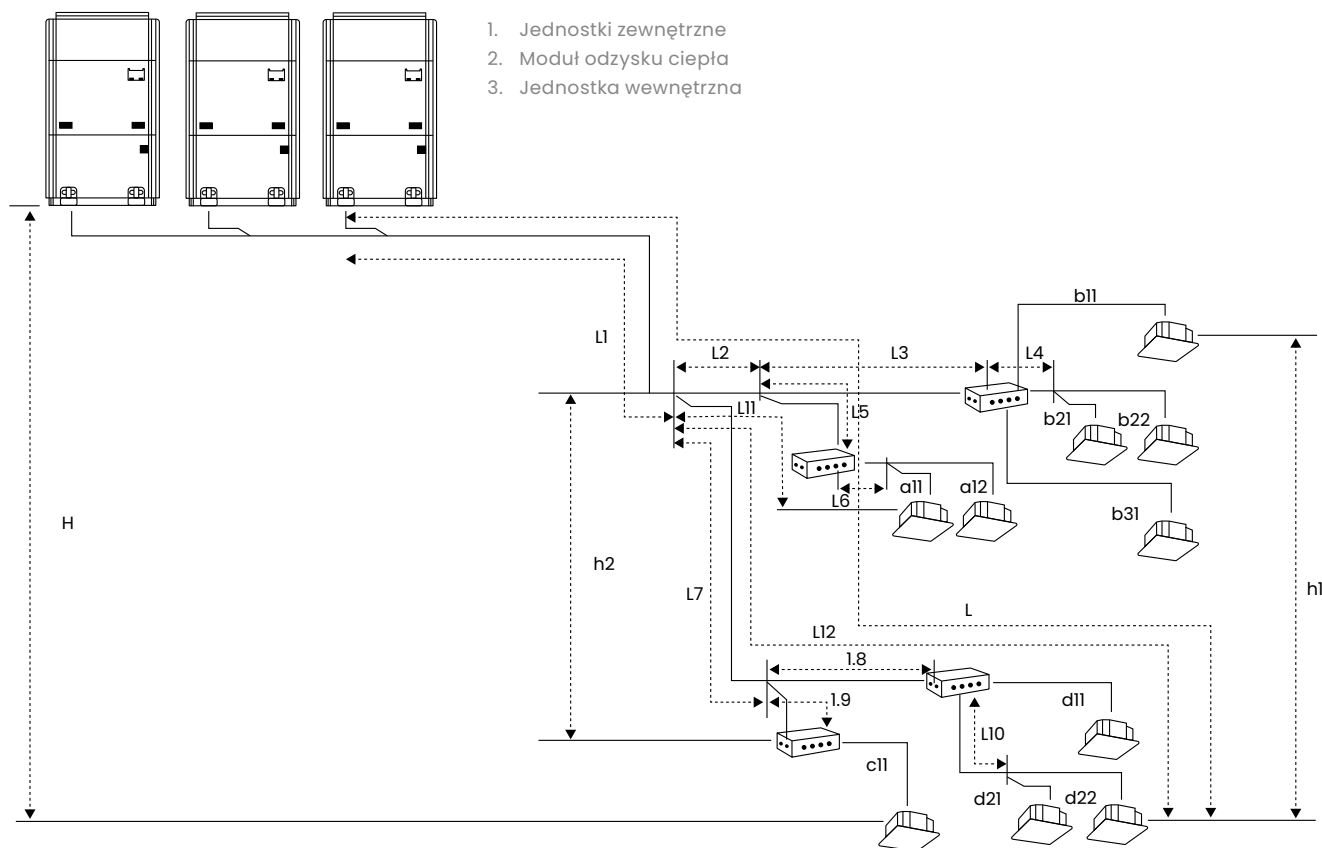 1. Jednostki zewnętrzne
2. Moduł odzysku ciepła
3. Jednostka wewnętrzna
b11
L1
L2
L3
L4
L11
L5
b21
b22
L6
a11
a12
b31
H
h2
h1
L7
L
L12
1.8
1.9
d11
L10
c11
d21
d22